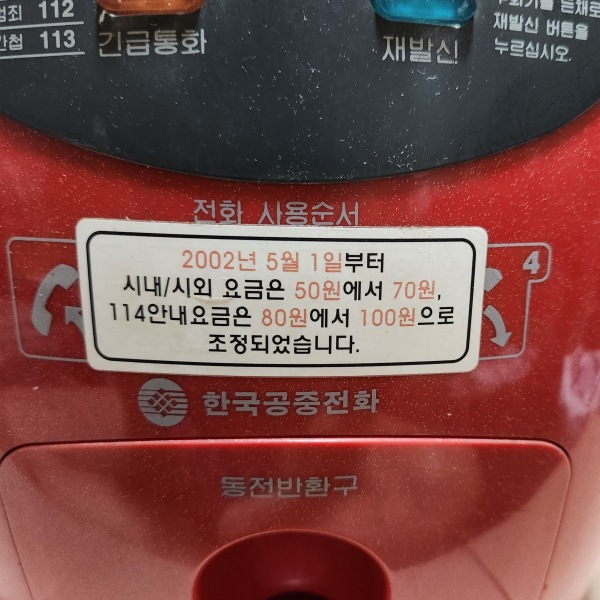 범죄 112
간첩 113
긴급통화
재발신
재발신 버튼을
누르십시오.
전화 사용순서
2002년 5월 1일부터
시내/시외 요금은 50원에서 70원,
114안내요금은 80원에서 100원으로
조정되었습니다.
4
한국공중전화
동전반환구